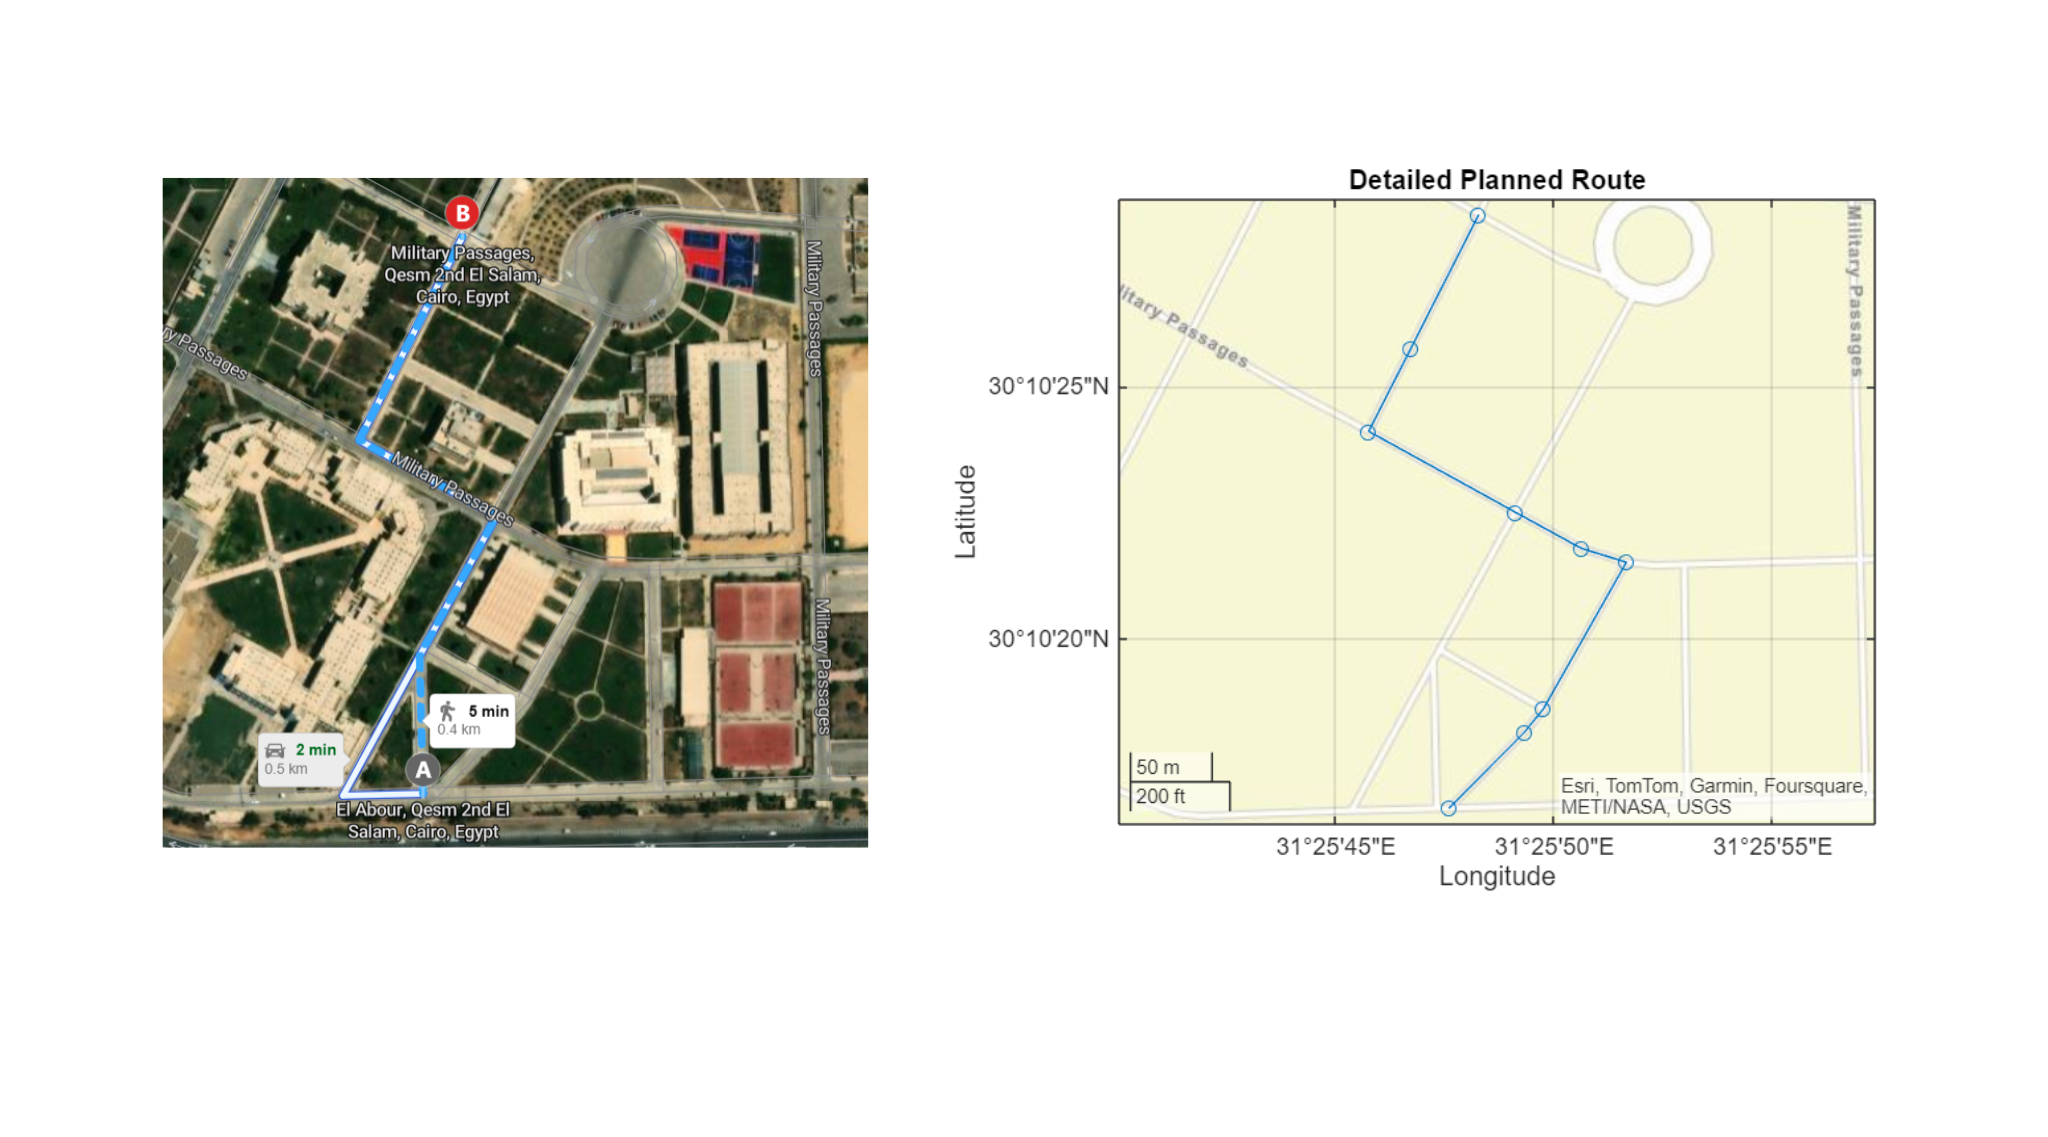 B
Military Passages,
Qesm 2nd El Salam,
Cairo, Egypt
Military Passages
ry Passages
Military Passages
Military Passages
5 min
0.4 km
2 min
0.5 km
A
El Abour, Qesm 2nd El
Salam, Cairo, Egypt
Detailed Planned Route
Military Passages
litary Passages
30°10'25"N
30°10'20"N
Latitude
50 m
200 ft
Esri, TomTom, Garmin, Foursquare,
METI/NASA, USGS
31°25'45"E
31°25'50"E
31°25'55"E
Longitude